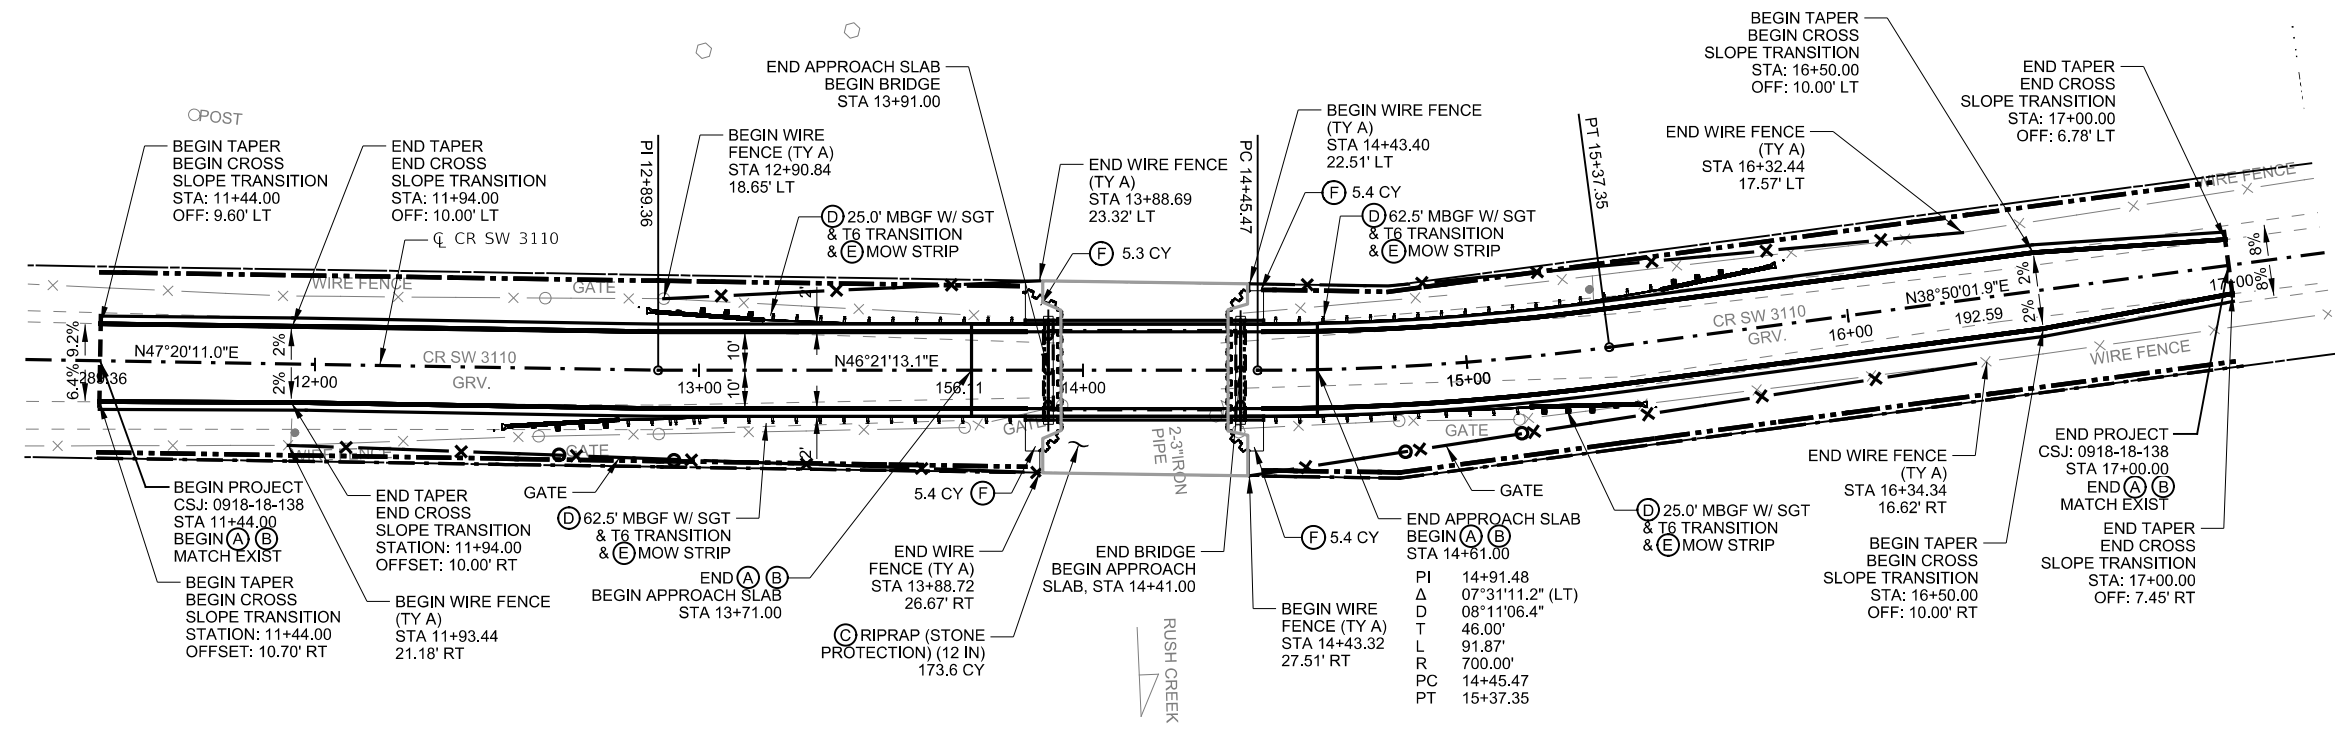 POST
BEGIN TAPER
BEGIN CROSS
SLOPE TRANSITION
STA: 11+44.00
OFF: 9.60' LT
END TAPER
END CROSS
SLOPE TRANSITION
STA: 11+94.00
OFF: 10.00' LT
℄ CR SW 3110
PI 12+89.36
BEGIN WIRE
FENCE (TY A)
STA 12+90.84
18.65' LT
END APPROACH SLAB
BEGIN BRIDGE
STA 13+91.00
D 25.0' MBGF W/ SGT
& T6 TRANSITION
& E MOW STRIP
END WIRE FENCE
(TY A)
STA 13+88.69
23.32' LT
F 5.3 CY
PC 14+45.47
BEGIN WIRE FENCE
(TY A)
STA 14+43.40
22.51' LT
F 5.4 CY
D 62.5' MBGF W/ SGT
& T6 TRANSITION
& E MOW STRIP
PT 15+37.35
END WIRE FENCE
(TY A)
STA 16+32.44
17.57' LT
BEGIN TAPER
BEGIN CROSS
SLOPE TRANSITION
STA: 16+50.00
OFF: 10.00' LT
END TAPER
END CROSS
SLOPE TRANSITION
STA: 17+00.00
OFF: 6.78' LT
WIRE FENCE
WIRE FENCE
GATE
9.2%
6.4%
N47°20'11.0"E
289.36
2%
2%
12+00
CR SW 3110
GRV.
13+00
10'
10'
2'
2'
N46°21'13.1"E
156.11
14+00
15+00
CR SW 3110
GRV.
16+00
N38°50'01.9"E
192.59
2%
2%
17+00
8%
8%
WIRE FENCE
WIRE FENCE
GATE
GATE
GATE
2-3"IRON
PIPE
BEGIN PROJECT
CSJ: 0918-18-138
STA 11+44.00
BEGIN A B
MATCH EXIST
BEGIN TAPER
BEGIN CROSS
SLOPE TRANSITION
STATION: 11+44.00
OFFSET: 10.70' RT
END TAPER
END CROSS
SLOPE TRANSITION
STATION: 11+94.00
OFFSET: 10.00' RT
BEGIN WIRE FENCE
(TY A)
STA 11+93.44
21.18' RT
GATE
D 62.5' MBGF W/ SGT
& T6 TRANSITION
& E MOW STRIP
END A B
BEGIN APPROACH SLAB
STA 13+71.00
5.4 CY F
END WIRE
FENCE (TY A)
STA 13+88.72
26.67' RT
C RIPRAP (STONE
PROTECTION) (12 IN)
173.6 CY
END BRIDGE
BEGIN APPROACH
SLAB, STA 14+41.00
RUSH CREEK
F 5.4 CY
BEGIN WIRE
FENCE (TY A)
STA 14+43.32
27.51' RT
GATE
END APPROACH SLAB
BEGIN A B
STA 14+61.00
PI 14+91.48
Δ 07°31'11.2" (LT)
D 08°11'06.4"
T 46.00'
L 91.87'
R 700.00'
PC 14+45.47
PT 15+37.35
D 25.0' MBGF W/ SGT
& T6 TRANSITION
& E MOW STRIP
END WIRE FENCE
(TY A)
STA 16+34.34
16.62' RT
BEGIN TAPER
BEGIN CROSS
SLOPE TRANSITION
STA: 16+50.00
OFF: 10.00' RT
END PROJECT
CSJ: 0918-18-138
STA 17+00.00
END A B
MATCH EXIST
END TAPER
END CROSS
SLOPE TRANSITION
STA: 17+00.00
OFF: 7.45' RT